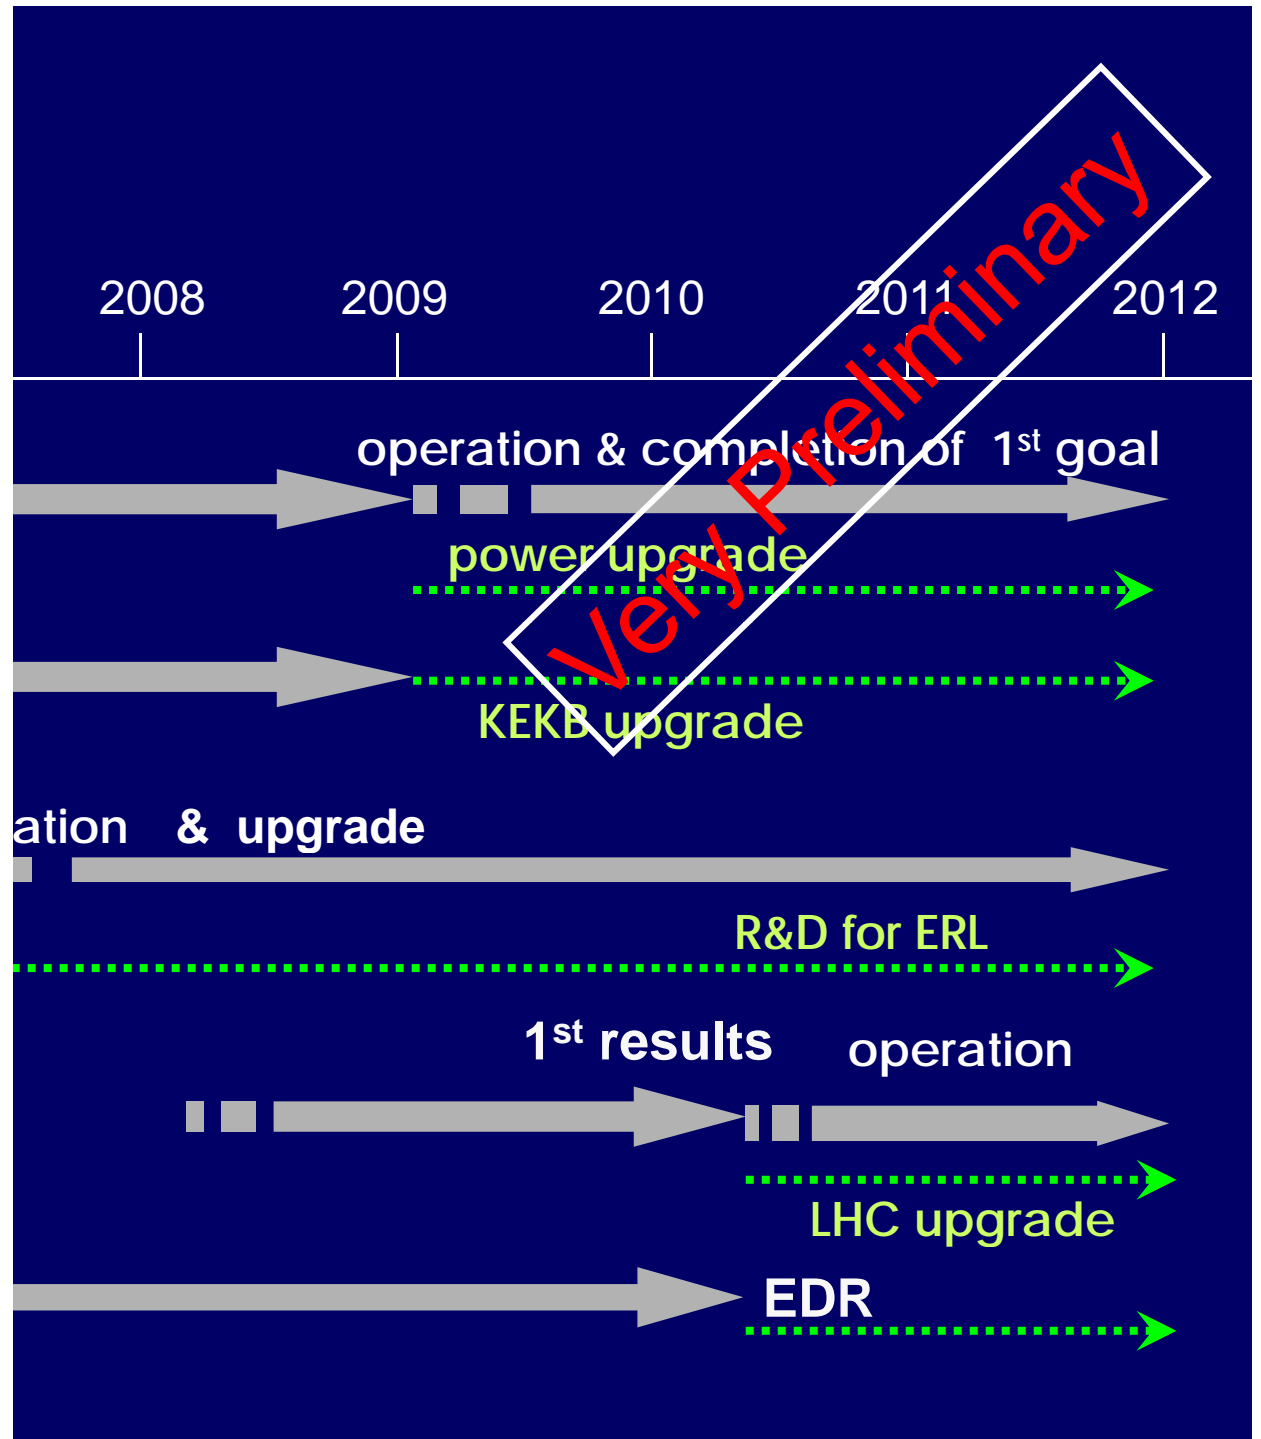 2008 2009 2010 2011 2012
operation & completion of 1st goal
power upgrade
Very Preliminary
KEKB upgrade
ation & upgrade
R&D for ERL
1st results operation
LHC upgrade
EDR